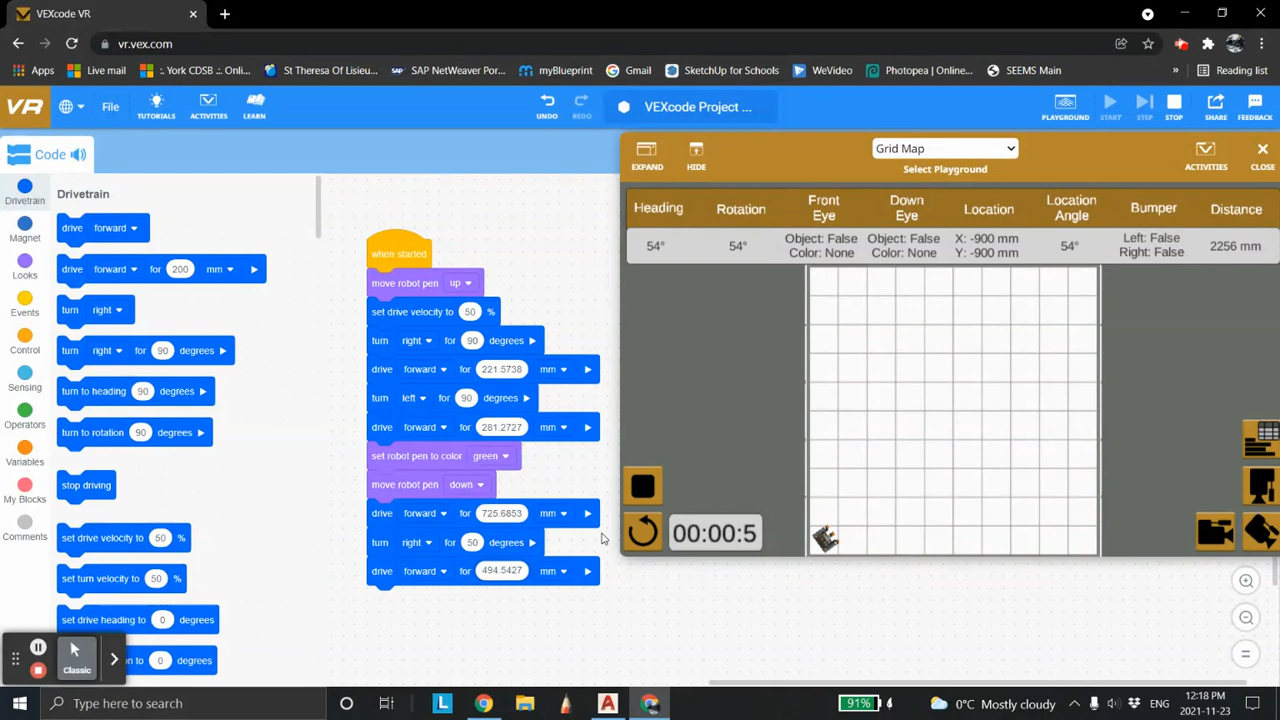 VEXcode VR
vr.vex.com
Apps
Live mail
:. York CDSB :. Onli...
St Theresa Of Lisieu...
SAP NetWeaver Por...
myBlueprint
Gmail
SketchUp for Schools
WeVideo
Photopea | Online...
SEEMS Main
»
Reading list
VR
File
TUTORIALS
ACTIVITIES
LEARN
UNDO
REDO
VEXcode Project ...
PLAYGROUND
START
STEP
STOP
SHARE
FEEDBACK
Code
Drivetrain
Magnet
Looks
Events
Control
Sensing
Operators
Variables
My Blocks
Comments
Drivetrain
drive forward
drive forward for 200 mm
turn right
turn right for 90 degrees
turn to heading 90 degrees
turn to rotation 90 degrees
stop driving
set drive velocity to 50 %
set turn velocity to 50 %
set drive heading to 0 degrees
on to 0 degrees
when started
move robot pen up
set drive velocity to 50 %
turn right for 90 degrees
drive forward for 221.5738 mm
turn left for 90 degrees
drive forward for 281.2727 mm
set robot pen to color green
move robot pen down
drive forward for 725.6853 mm
turn right for 50 degrees
drive forward for 494.5427 mm
EXPAND
HIDE
Grid Map
Select Playground
ACTIVITIES
CLOSE
Heading Rotation Front Eye Down Eye Location Location Angle Bumper Distance
54° 54° Object: False Color: None Object: False Color: None X: -900 mm Y: -900 mm 54° Left: False Right: False 2256 mm
00:00:5
Classic
Type here to search
L
A
91%
0°C Mostly cloudy
12:18 PM
2021-11-23